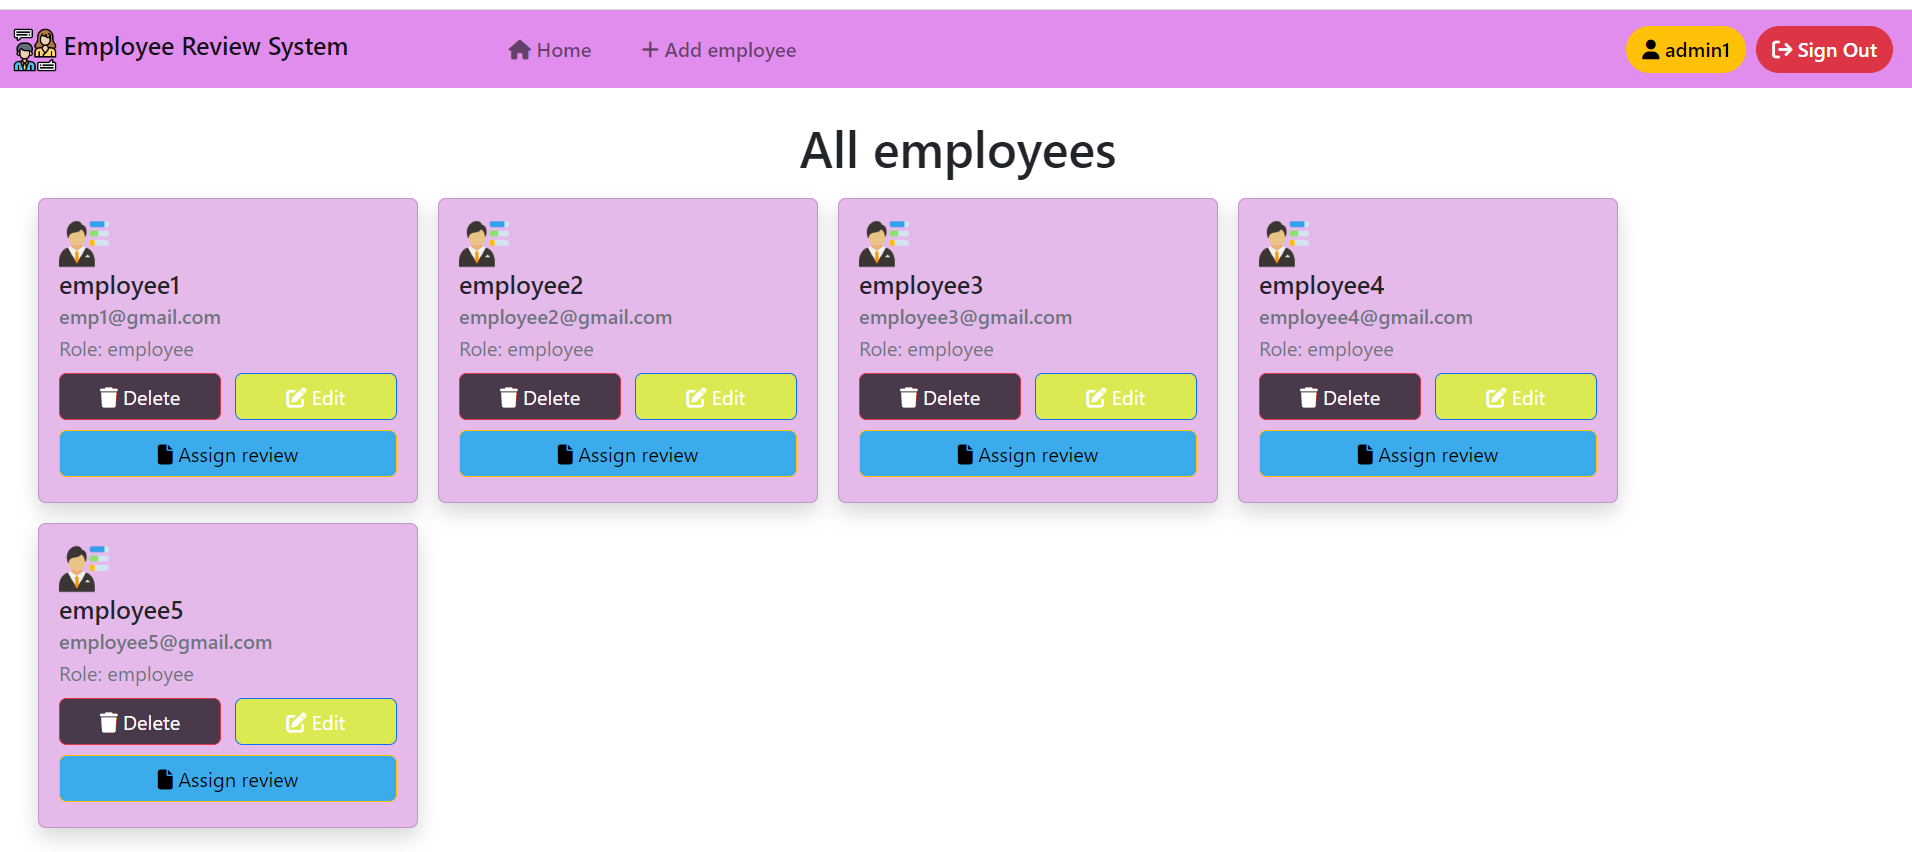 Employee Review System
Home
Add employee
admin1
Sign Out
All employees
employee1
emp1@gmail.com
Role: employee
Delete
Edit
Assign review
employee2
employee2@gmail.com
Role: employee
Delete
Edit
Assign review
employee3
employee3@gmail.com
Role: employee
Delete
Edit
Assign review
employee4
employee4@gmail.com
Role: employee
Delete
Edit
Assign review
employee5
employee5@gmail.com
Role: employee
Delete
Edit
Assign review